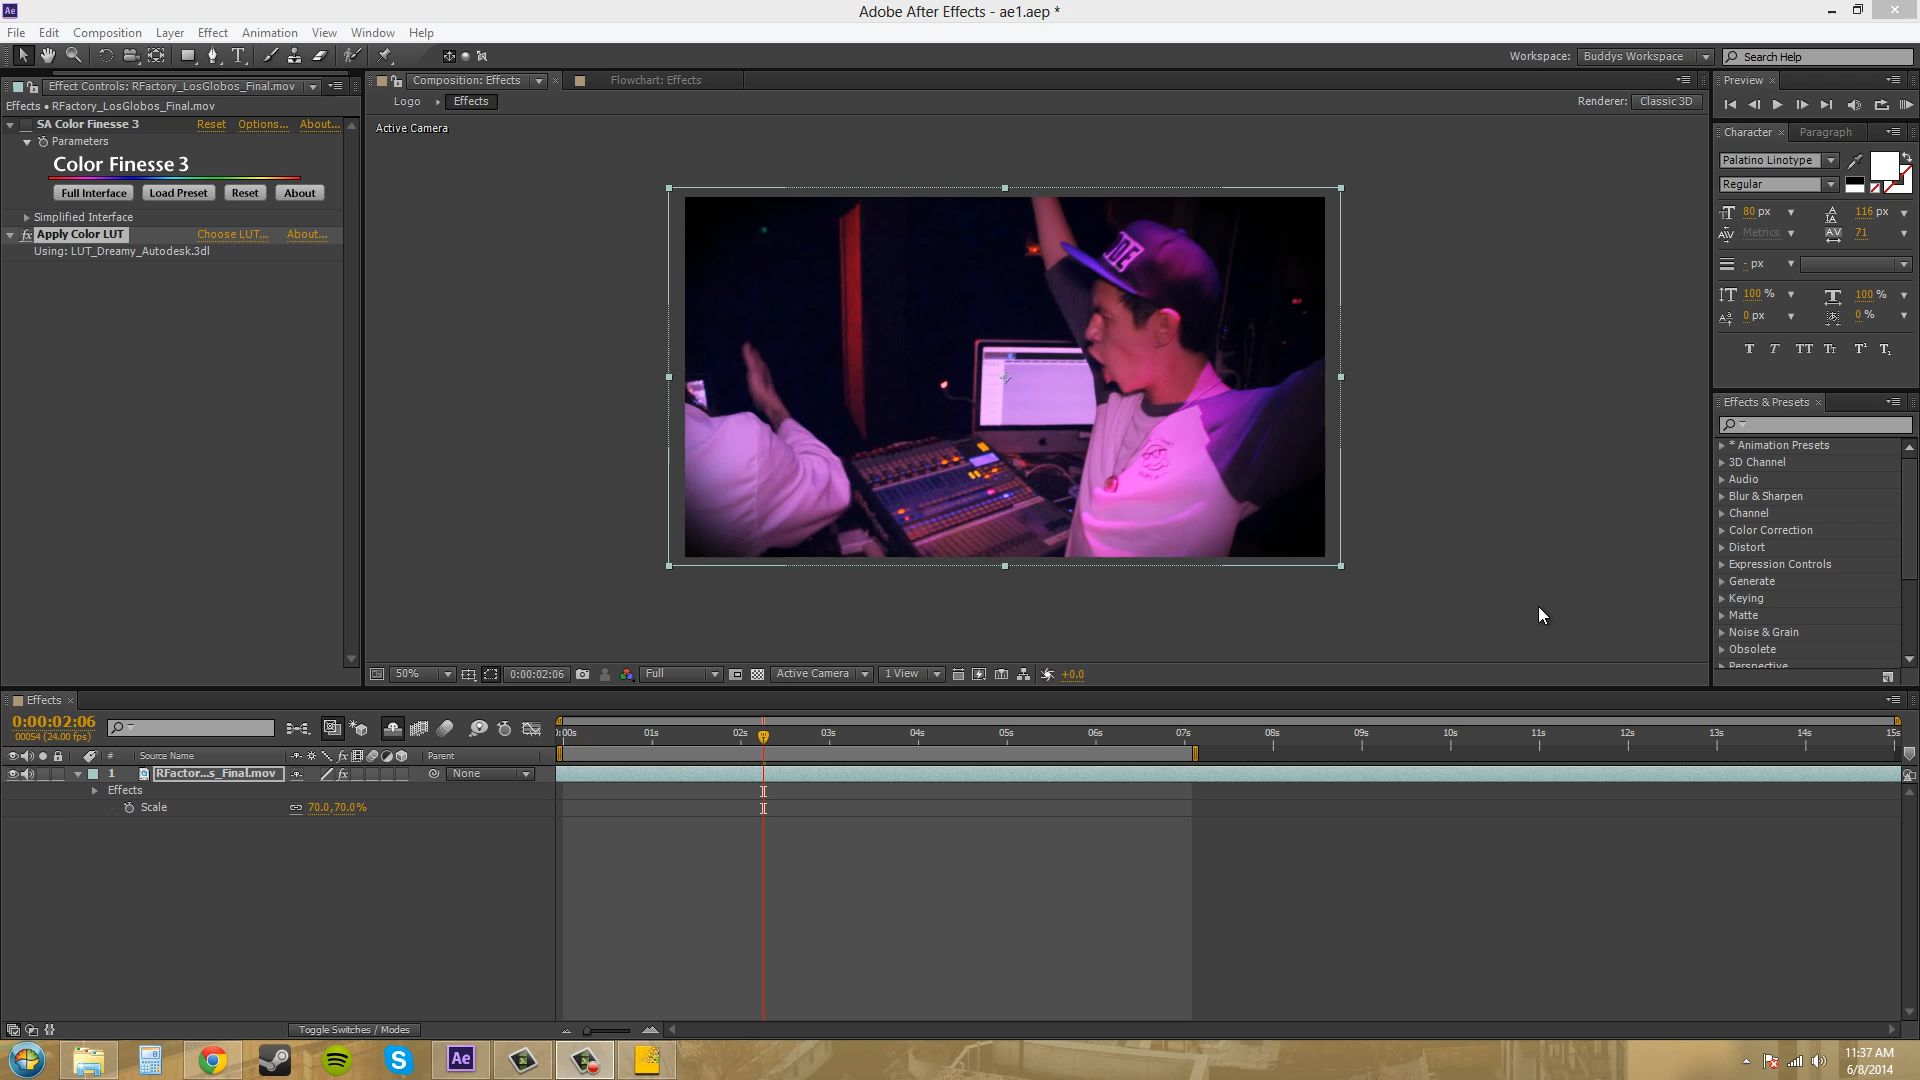 Ae
Adobe After Effects - ae1.aep *
File Edit Composition Layer Effect Animation View Window Help
Workspace: Buddys Workspace Search Help
Effect Controls: RFactory_LosGlobos_Final.mov
Effects • RFactory_LosGlobos_Final.mov
SA Color Finesse 3 Reset Options... About...
Parameters
Color Finesse 3
Full Interface Load Preset Reset About
Simplified Interface
fx Apply Color LUT Choose LUT... About...
Using: LUT_Dreamy_Autodesk.3dl
Composition: Effects Flowchart: Effects
Logo Effects Renderer: Classic 3D
Active Camera
50% 0:00:02:06 Full Active Camera 1 View +0.0
Preview
Character Paragraph
Palatino Linotype
Regular
80 px 116 px
Metrics 71
- px
100 % 100 %
0 px 0 %
T T TT Tt T¹ T,
Effects & Presets
* Animation Presets
3D Channel
Audio
Blur & Sharpen
Channel
Color Correction
Distort
Expression Controls
Generate
Keying
Matte
Noise & Grain
Obsolete
Perspective
Effects
0:00:02:06
00054 (24.00 fps)
):00s 01s 02s 03s 04s 05s 06s 07s 08s 09s 10s 11s 12s 13s 14s 15s
# Source Name fx Parent
1 RFactor...s_Final.mov fx None
Effects
Scale 70.0,70.0%
Toggle Switches / Modes
Ae
11:37 AM
6/8/2014